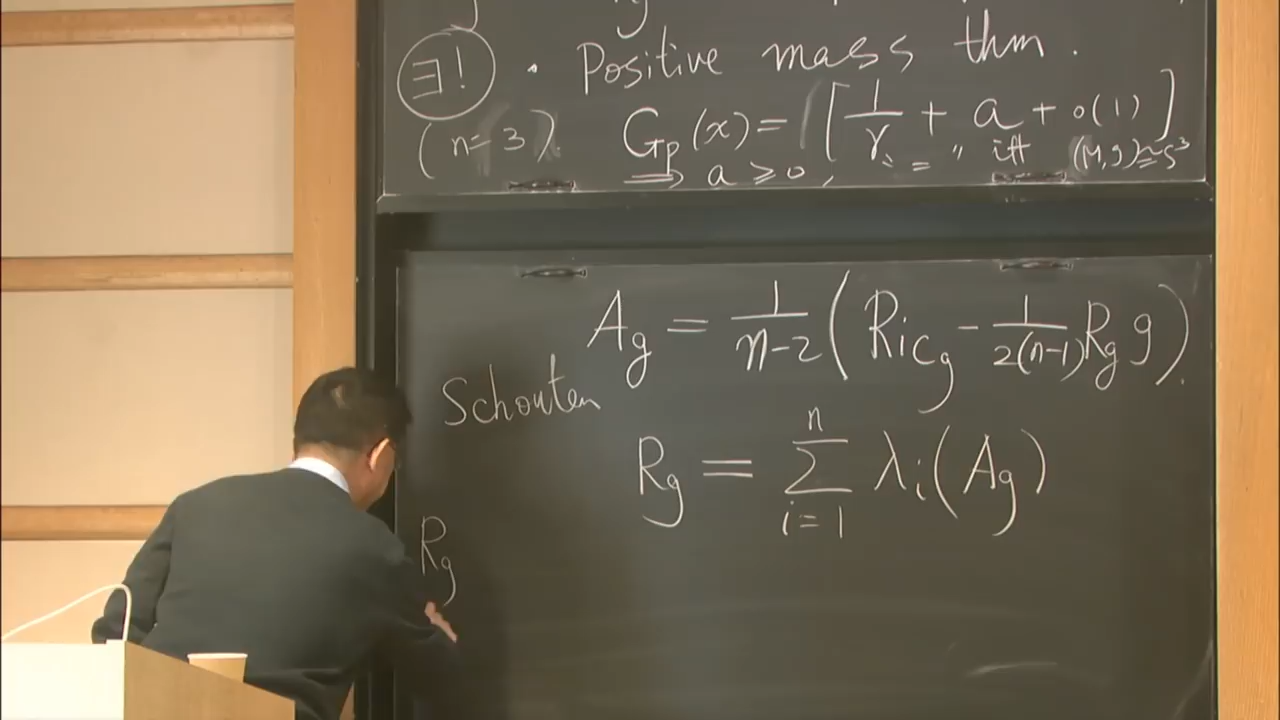 ∃! · Positive mass thm.
(n=3). G_p(x) = [ 1/r + a + o(1) ]
⟹ a ≥ 0, "=" iff (M,g)≃S³
A_g = 1/(n-2) ( Ric_g - 1/(2(n-1)) R_g g ).
Schouten
R_g = ∑_{i=1}^{n} λ_i(A_g)
R_g